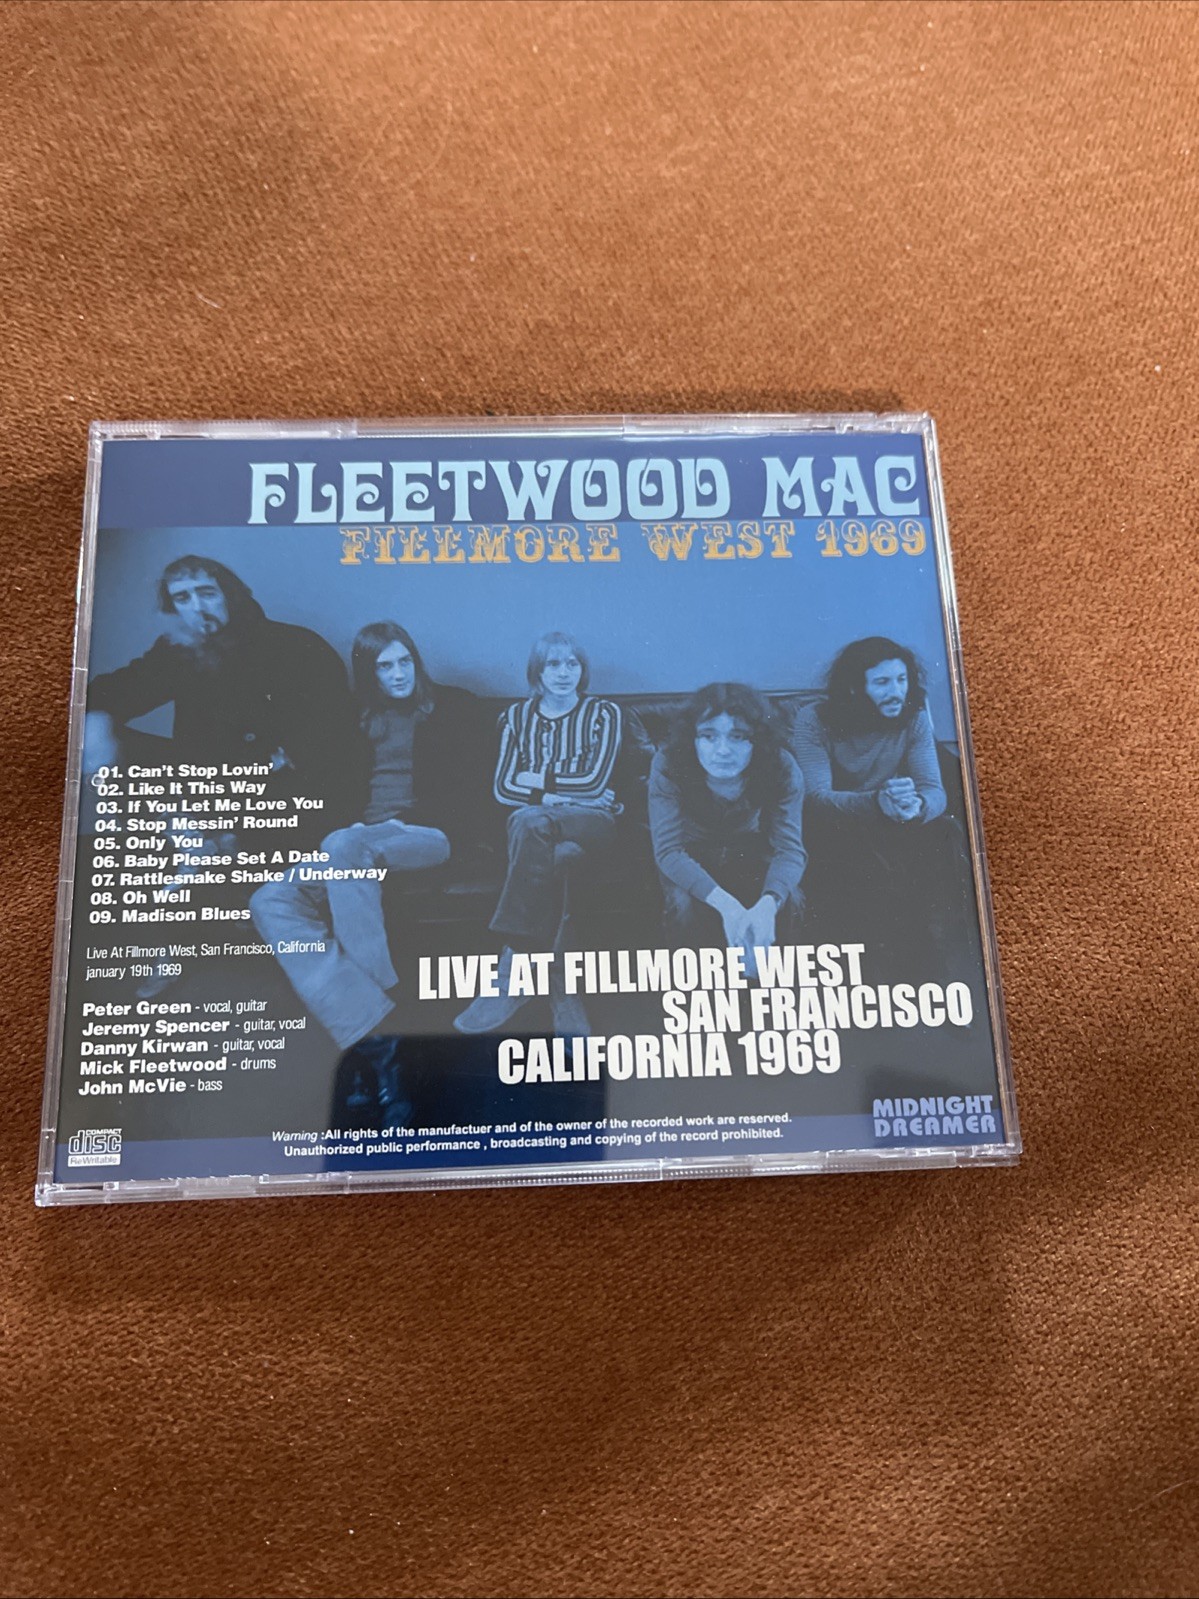 FLEETWOOD MAC
FILLMORE WEST 1969
01. Can't Stop Lovin'
02. Like It This Way
03. If You Let Me Love You
04. Stop Messin' Round
05. Only You
06. Baby Please Set A Date
07. Rattlesnake Shake / Underway
08. Oh Well
09. Madison Blues
Live At Fillmore West, San Francisco, California
january 19th 1969
Peter Green - vocal, guitar
Jeremy Spencer - guitar, vocal
Danny Kirwan - guitar, vocal
Mick Fleetwood - drums
John McVie - bass
LIVE AT FILLMORE WEST
SAN FRANCISCO
CALIFORNIA 1969
COMPACT
disc
ReWritable
Warning :All rights of the manufactuer and of the owner of the recorded work are reserved.
Unauthorized public performance , broadcasting and copying of the record prohibited.
MIDNIGHT
DREAMER